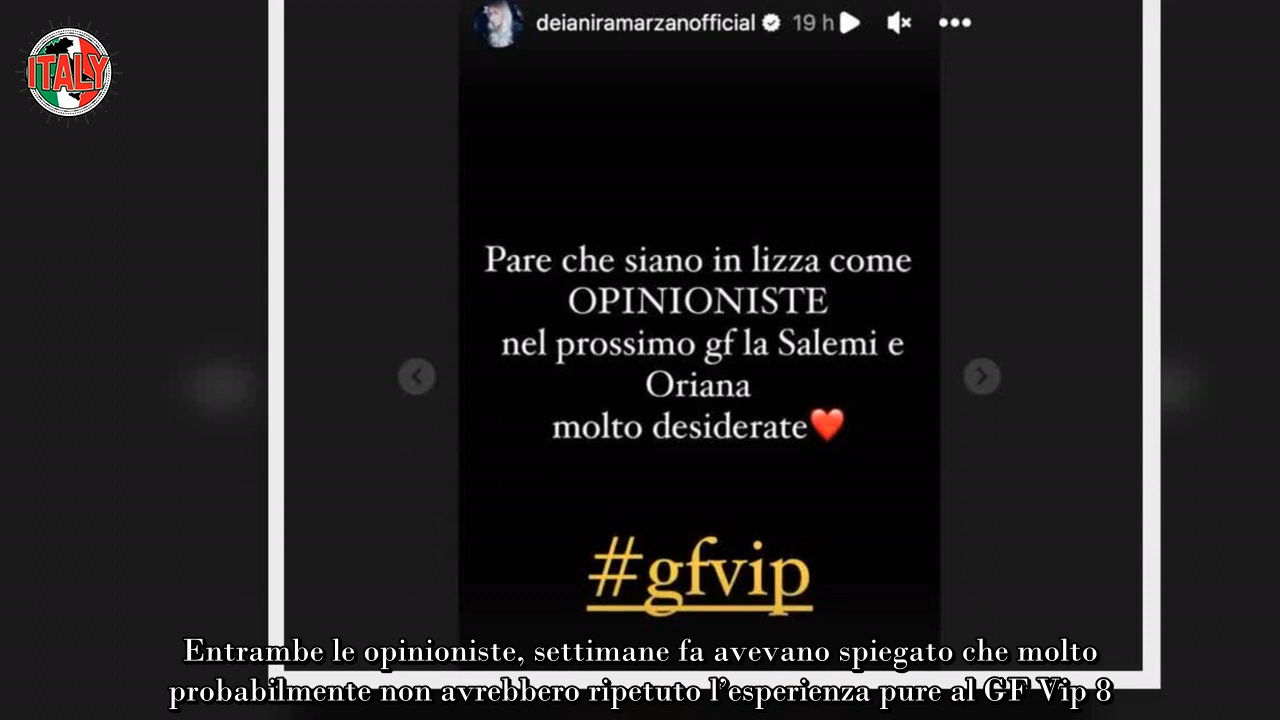 deianiramarzanofficial 19 h
ITALY
Pare che siano in lizza come
OPINIONISTE
nel prossimo gf la Salemi e
Oriana
molto desiderate❤️
#gfvip
Entrambe le opinioniste, settimane fa avevano spiegato che molto
probabilmente non avrebbero ripetuto l'esperienza pure al GF Vip 8